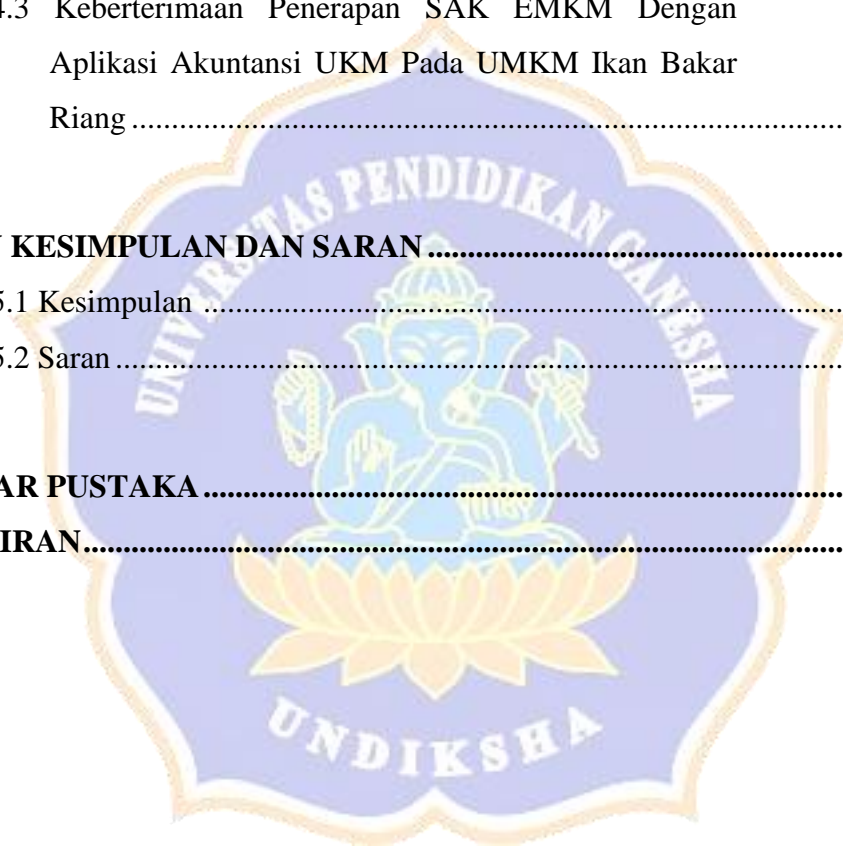 4.3 Keberterimaan Penerapan SAK EMKM Dengan
Aplikasi Akuntansi UKM Pada UMKM Ikan Bakar
Riang ..........................................................................................
KESIMPULAN DAN SARAN .....................................................
5.1 Kesimpulan .................................................................................
5.2 Saran ............................................................................................
AR PUSTAKA .................................................................................
IRAN................................................................................................
UNIVERSITAS PENDIDIKAN GANESHA
UNDIKSHA